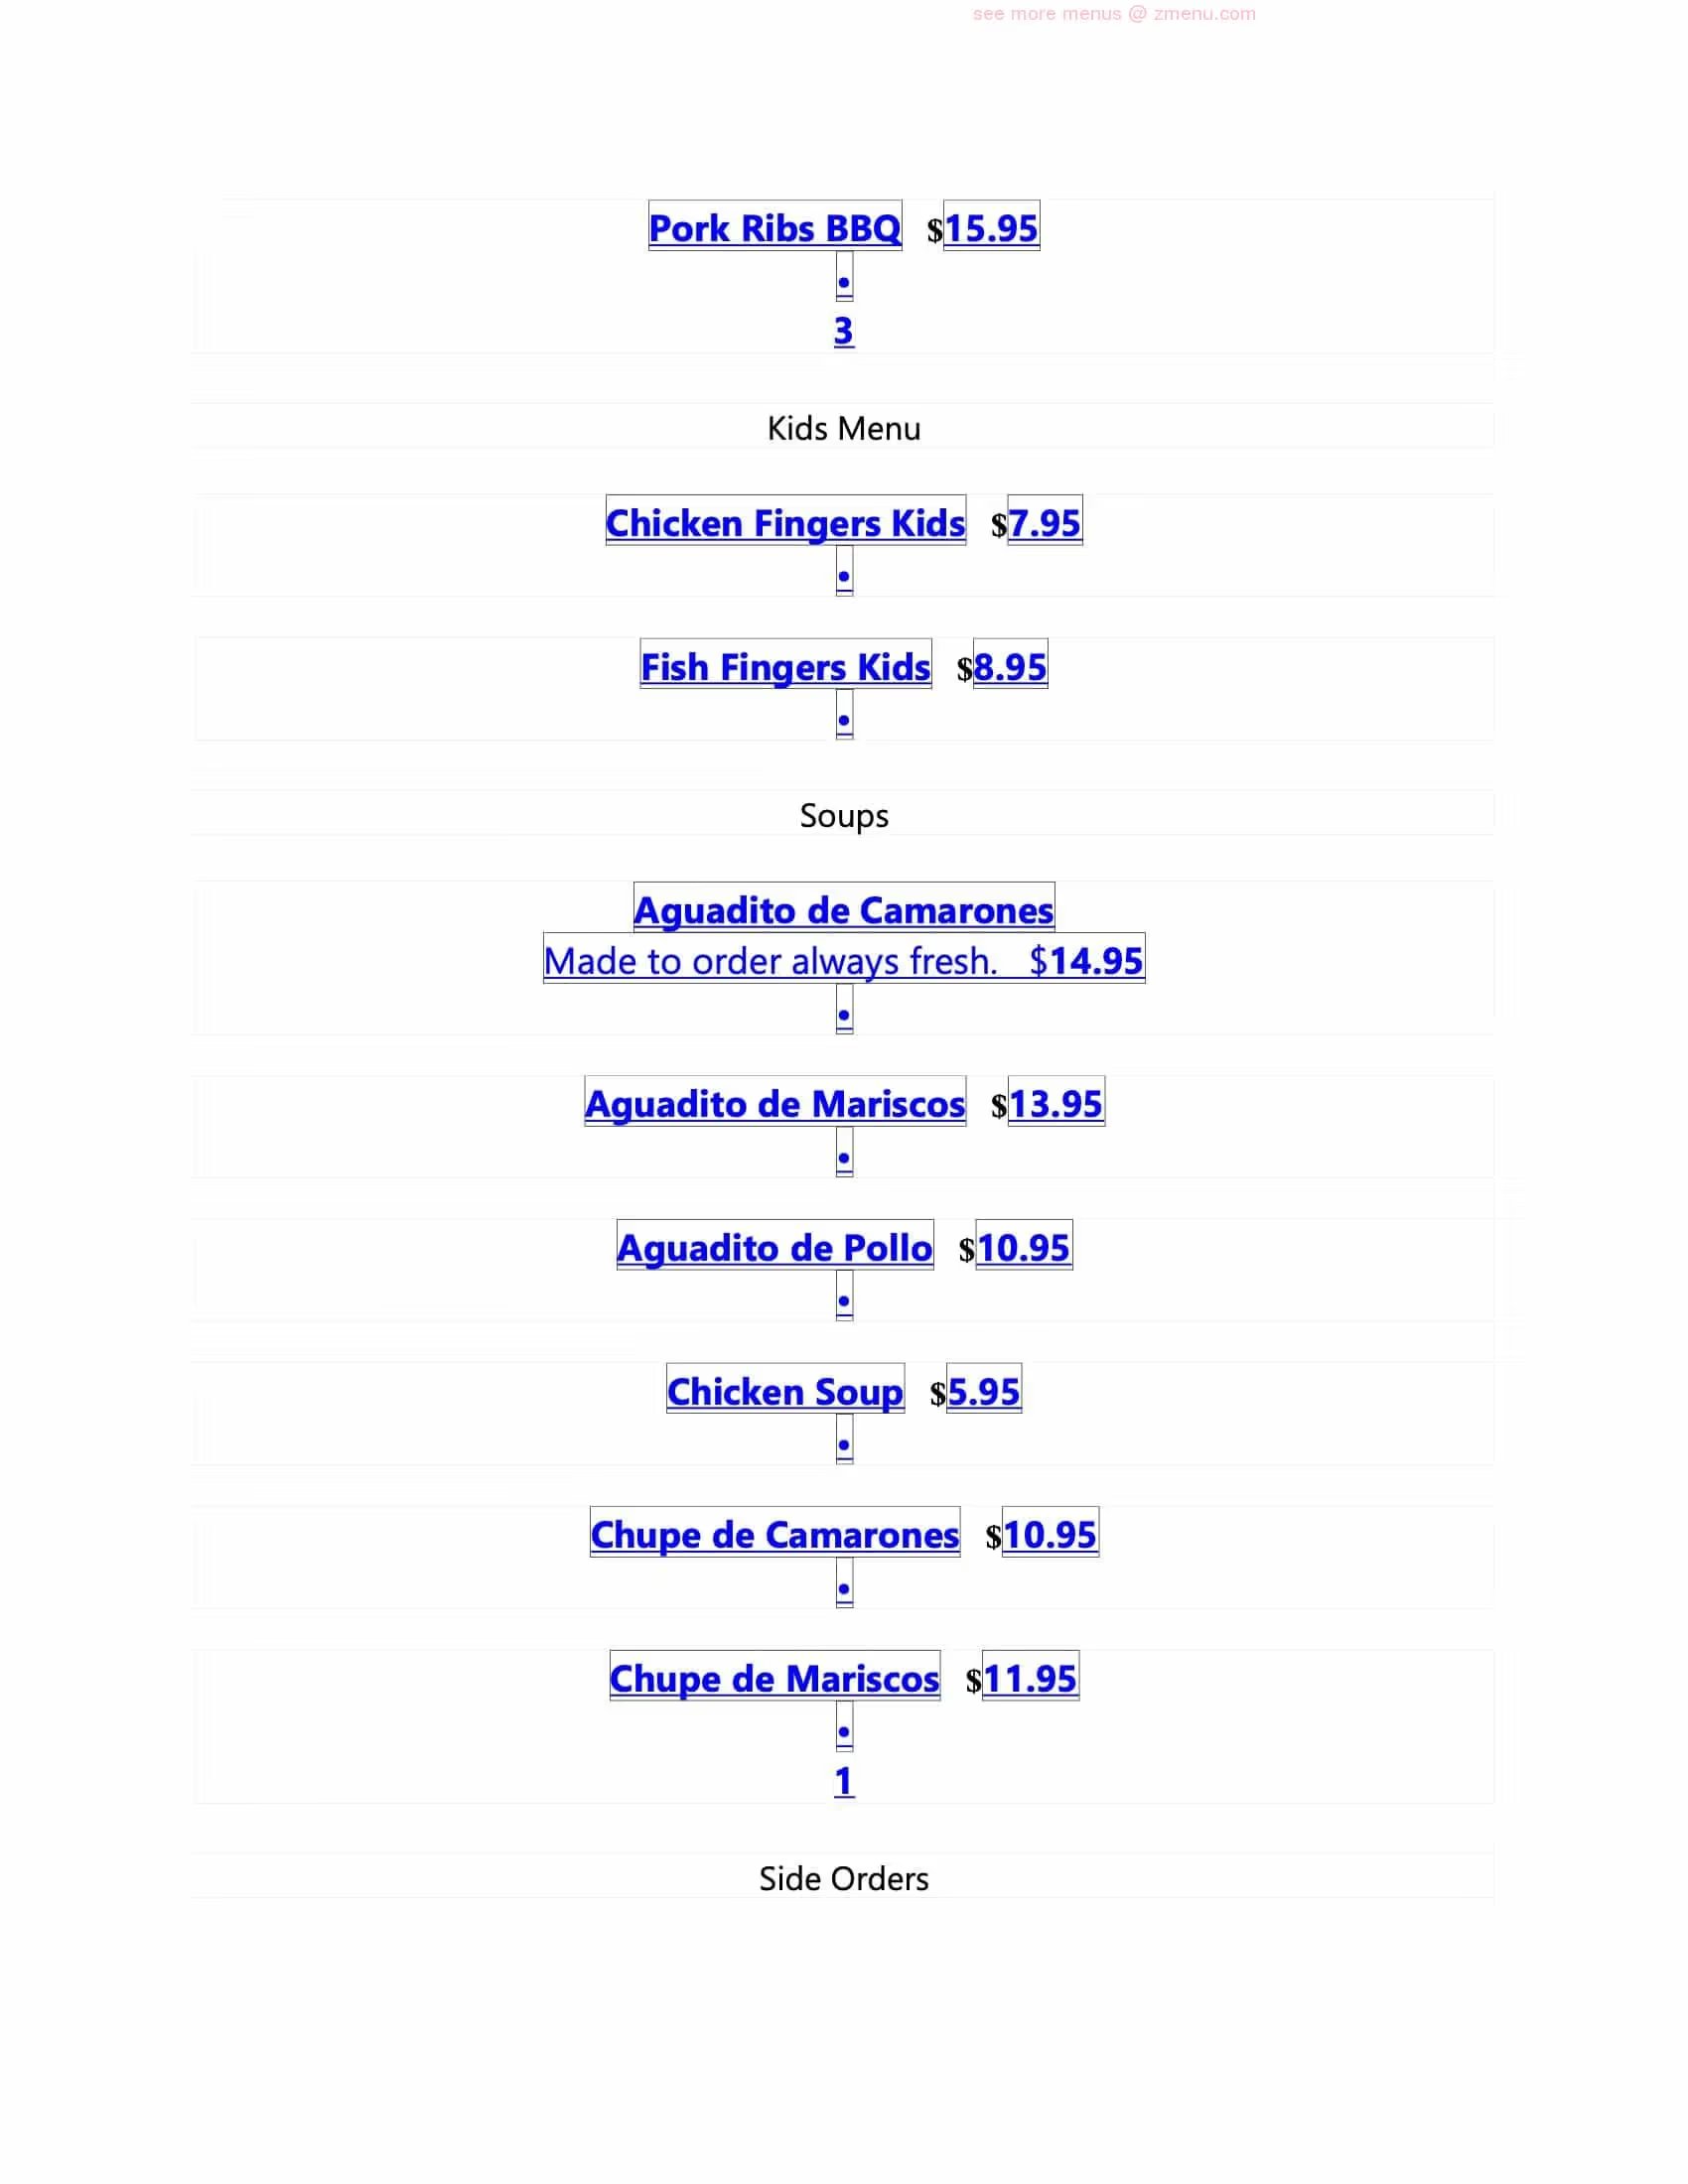 see more menus @ zmenu.com
Pork Ribs BBQ $15.95
•
3
Kids Menu
Chicken Fingers Kids $7.95
•
Fish Fingers Kids $8.95
•
Soups
Aguadito de Camarones
Made to order always fresh. $14.95
•
Aguadito de Mariscos $13.95
•
Aguadito de Pollo $10.95
•
Chicken Soup $5.95
•
Chupe de Camarones $10.95
•
Chupe de Mariscos $11.95
•
1
Side Orders